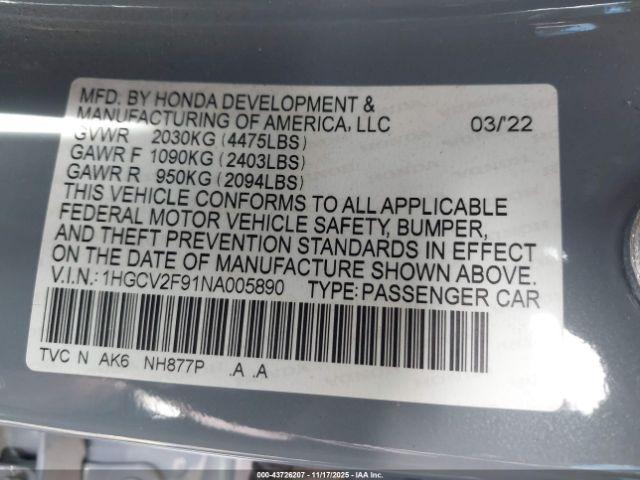 MFD. BY HONDA DEVELOPMENT &
MANUFACTURING OF AMERICA, LLC 03/'22
GVWR 2030KG (4475LBS)
GAWR F 1090KG (2403LBS)
GAWR R 950KG (2094LBS)
THIS VEHICLE CONFORMS TO ALL APPLICABLE
FEDERAL MOTOR VEHICLE SAFETY, BUMPER,
AND THEFT PREVENTION STANDARDS IN EFFECT
ON THE DATE OF MANUFACTURE SHOWN ABOVE.
V.I.N.: 1HGCV2F91NA005890 TYPE: PASSENGER CAR
TVC N AK6 NH877P .A .A
000-43726207 - 11/17/2025 - IAA Inc.